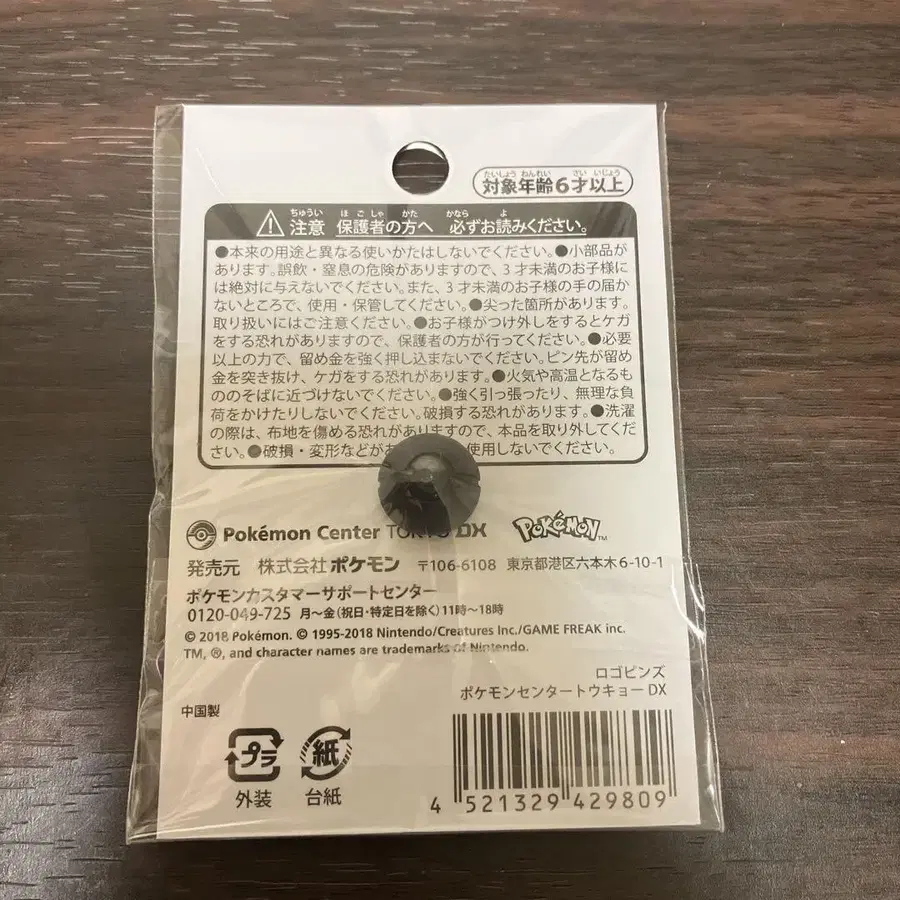 対象年齢6才以上
たいしょう ねんれい さい いじょう
ちゅうい ほごしゃ かた かなら よ
注意 保護者の方へ 必ずお読みください。
●本来の用途と異なる使いかたはしないでください。●小部品が
あります。誤飲・窒息の危険がありますので、3才未満のお子様に
は絶対に与えないでください。また、3才未満のお子様の手の届か
ないところで、使用・保管してください。●尖った箇所があります。
取り扱いにはご注意ください。●お子様がつけ外しをするとケガ
をする恐れがありますので、保護者の方が行ってください。●必要
以上の力で、留め金を強く押し込まないでください。ピン先が留め
金を突き抜け、ケガをする恐れがあります。●火気や高温となるも
ののそばに近づけないでください。●強く引っ張ったり、無理な負
荷をかけたりしないでください。破損する恐れがあります。●洗濯
の際は、布地を傷める恐れがありますので、本品を取り外してくだ
さい。●破損・変形などがあ 使用しないでください。
Pokémon Center TOKYO DX POKéMON TM
発売元 株式会社ポケモン 〒106-6108 東京都港区六本木6-10-1
ポケモンカスタマーサポートセンター
0120-049-725 月〜金(祝日・特定日を除く)11時〜18時
© 2018 Pokémon. © 1995-2018 Nintendo/Creatures Inc./GAME FREAK inc.
TM, ®, and character names are trademarks of Nintendo.
ロゴピンズ
ポケモンセンタートウキョーDX
中国製
プラ 紙
外装 台紙
4 521329 429809